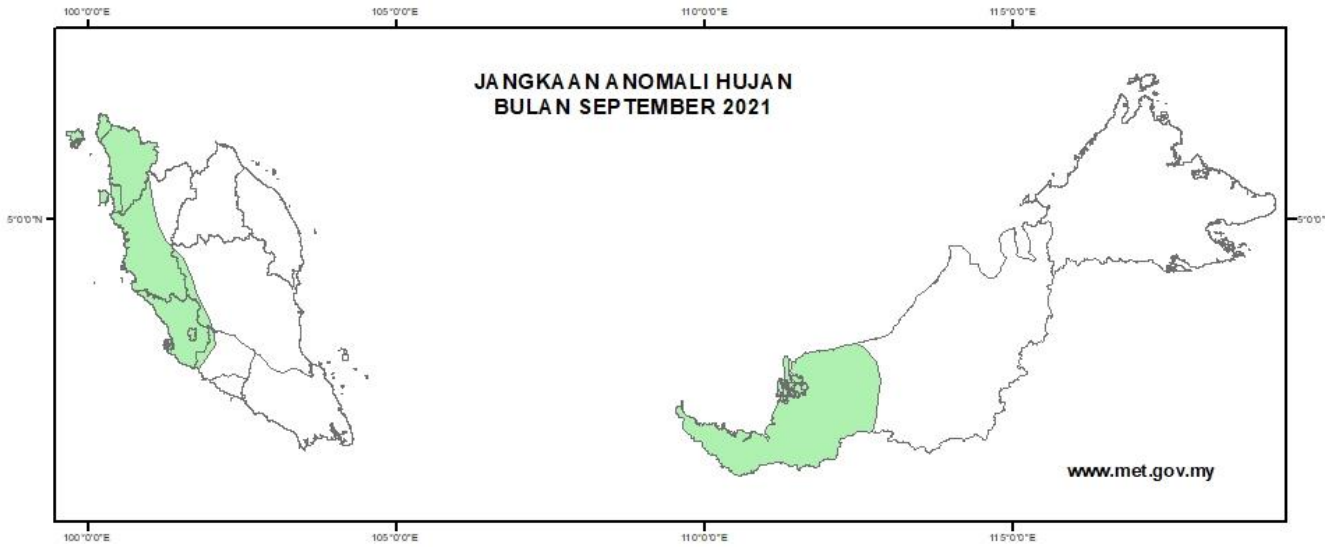 100°0'0"E 105°0'0"E 110°0'0"E 115°0'0"E
JANGKAAN ANOMALI HUJAN
BULAN SEPTEMBER 2021
5°0'0"N 5°0'0"
www.met.gov.my
100°0'0"E 105°0'0"E 110°0'0"E 115°0'0"E